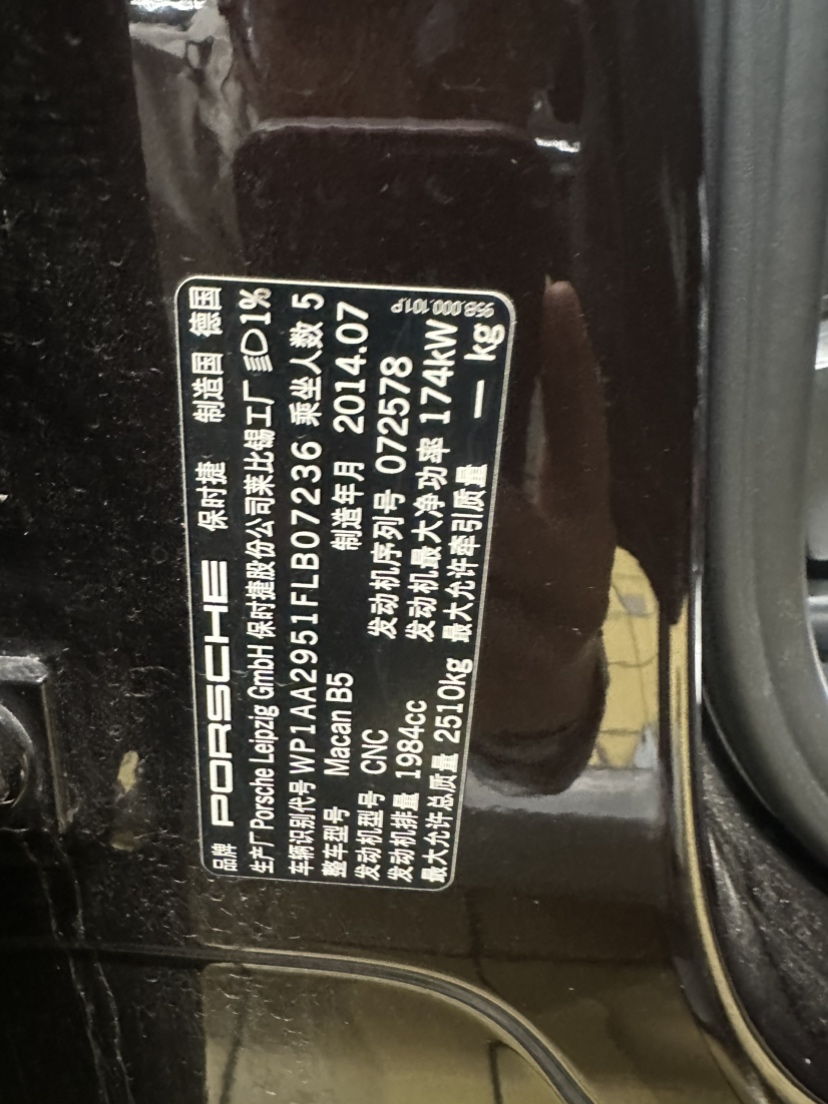 品牌 PORSCHE 保时捷 制造国 德国
生产厂 Porsche Leipzig GmbH 保时捷股份公司莱比锡工厂 1%
车辆识别代号 WP1AA2951FLB07236 乘坐人数 5
整车型号 Macan B5 制造年月 2014.07
发动机型号 CNC 发动机序列号 072578
发动机排量 1984cc 发动机最大净功率 174kW
最大允许总质量 2510kg 最大允许牵引质量 — kg
95B.000.101.P